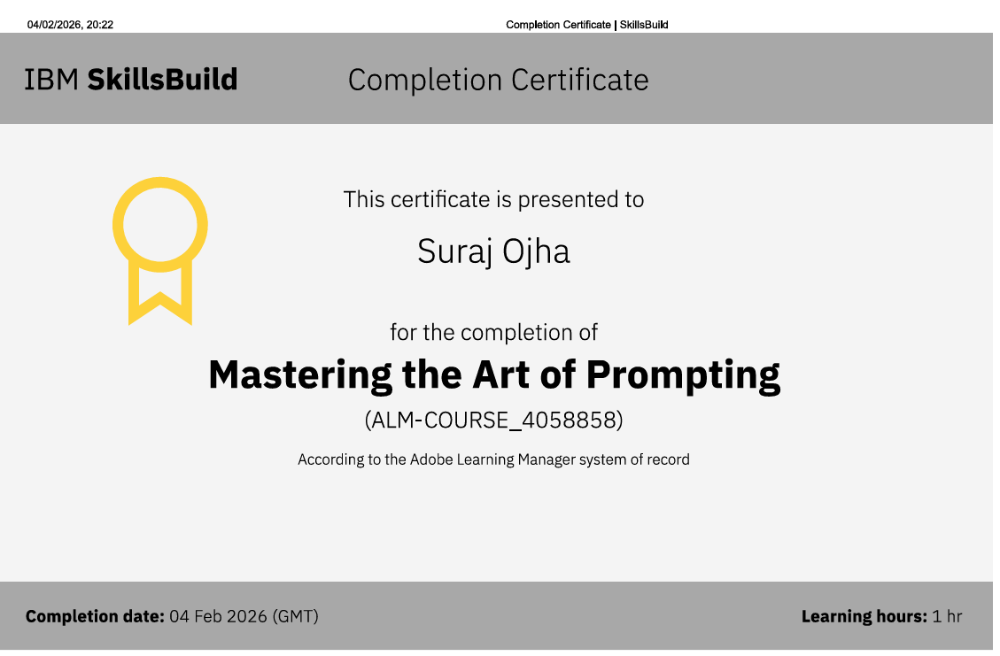 04/02/2026, 20:22
Completion Certificate | SkillsBuild
IBM SkillsBuild
Completion Certificate
This certificate is presented to
Suraj Ojha
for the completion of
Mastering the Art of Prompting
(ALM-COURSE_4058858)
According to the Adobe Learning Manager system of record
Completion date: 04 Feb 2026 (GMT)
Learning hours: 1 hr